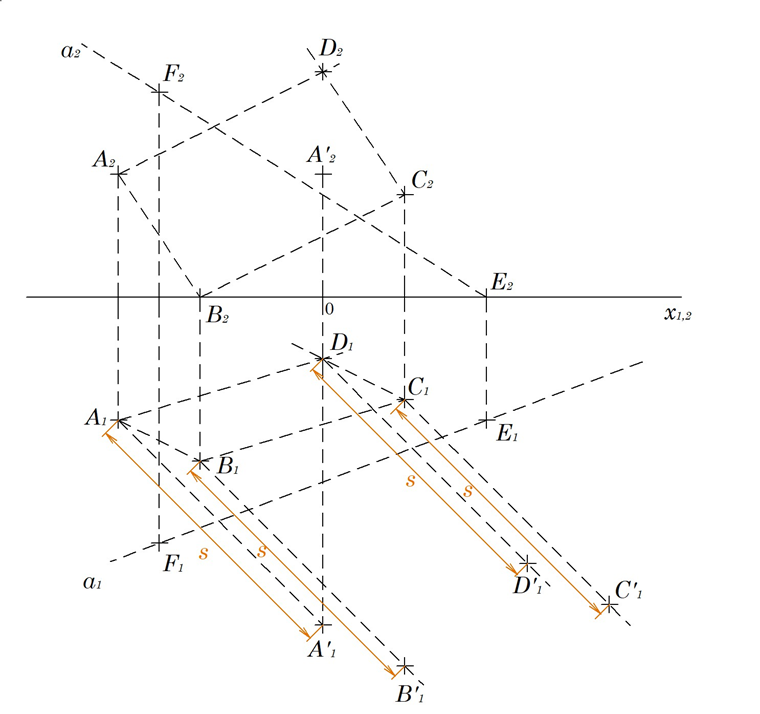 a₂
D₂
F₂
A₂
A'₂
C₂
E₂
B₂
0
x₁,₂
D₁
C₁
A₁
E₁
B₁
s
s
s
s
F₁
a₁
D'₁
C'₁
A'₁
B'₁